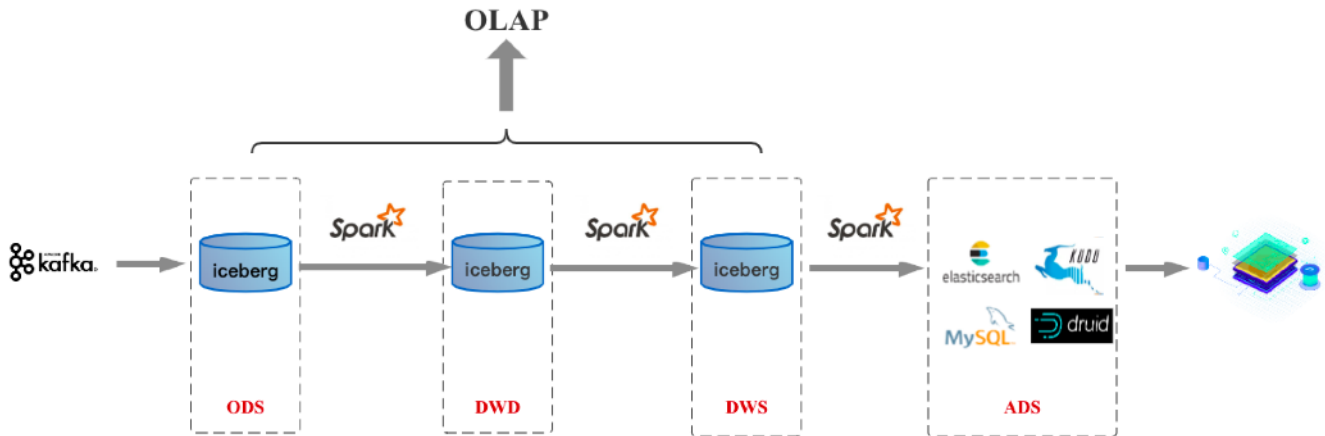 OLAP
Spark
Spark
Spark
kafka
iceberg
iceberg
iceberg
elasticsearch
KUDU
MySQL
druid
ODS
DWD
DWS
ADS